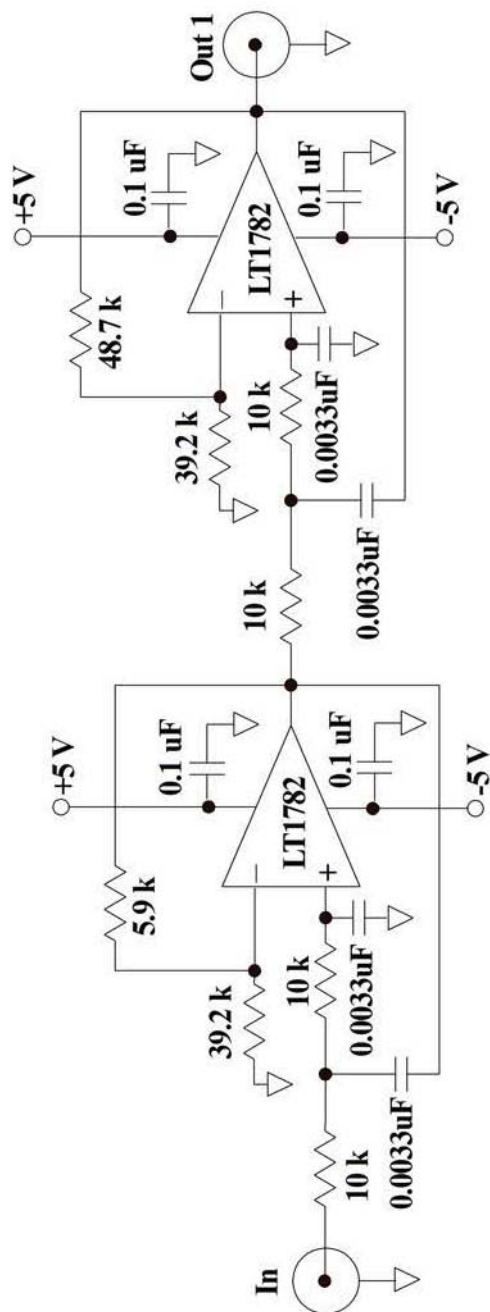 In
10 k
0.0033uF
10 k
0.0033uF
39.2 k
5.9 k
+5 V
0.1 uF
−
+
LT1782
0.1 uF
-5 V
10 k
0.0033uF
10 k
0.0033uF
39.2 k
48.7 k
+5 V
0.1 uF
−
+
LT1782
0.1 uF
-5 V
Out 1